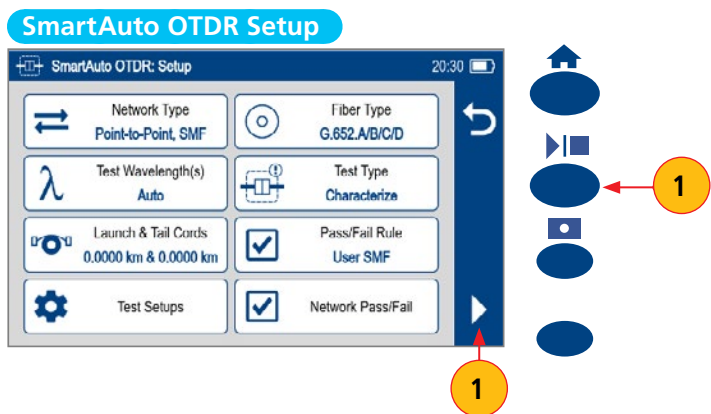 SmartAuto OTDR Setup
SmartAuto OTDR: Setup
20:30
Network Type
Point-to-Point, SMF
Fiber Type
G.652.A/B/C/D
Test Wavelength(s)
Auto
Test Type
Characterize
Launch & Tail Cords
0.0000 km & 0.0000 km
Pass/Fail Rule
User SMF
Test Setups
Network Pass/Fail
1
1